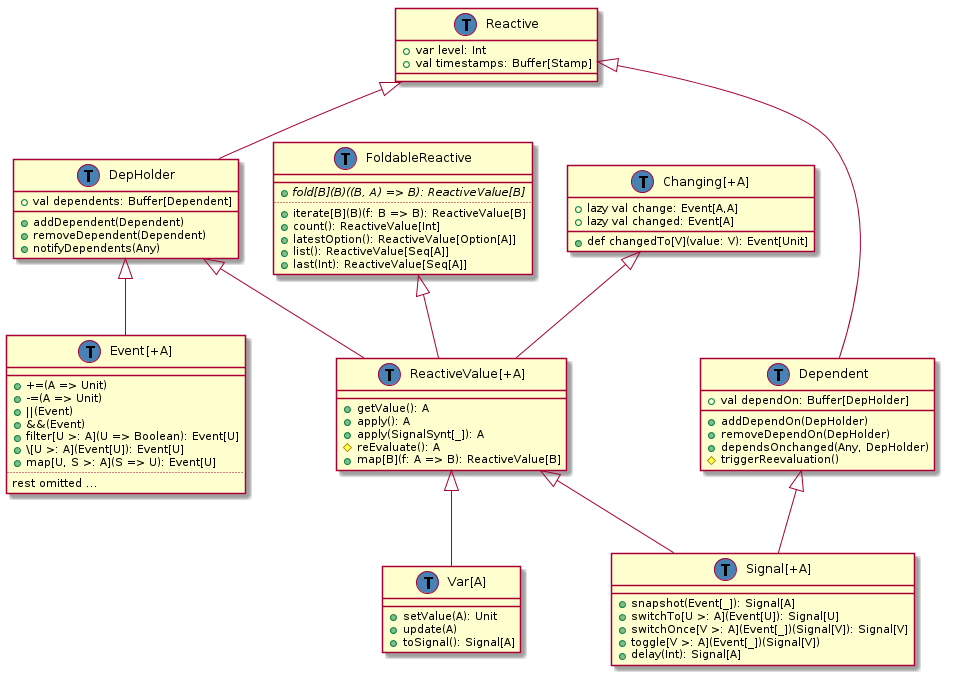 T Reactive
var level: Int
val timestamps: Buffer[Stamp]
T DepHolder
val dependents: Buffer[Dependent]
addDependent(Dependent)
removeDependent(Dependent)
notifyDependents(Any)
T FoldableReactive
fold[B](B)((B, A) => B): ReactiveValue[B]
iterate[B](B)(f: B => B): ReactiveValue[B]
count(): ReactiveValue[Int]
latestOption(): ReactiveValue[Option[A]]
list(): ReactiveValue[Seq[A]]
last(Int): ReactiveValue[Seq[A]]
T Changing[+A]
lazy val change: Event[A,A]
lazy val changed: Event[A]
def changedTo[V](value: V): Event[Unit]
T Event[+A]
+=(A => Unit)
-=(A => Unit)
||(Event)
&&(Event)
filter[U >: A](U => Boolean): Event[U]
\[U >: A](Event[U]): Event[U]
map[U, S >: A](S => U): Event[U]
rest omitted ...
T ReactiveValue[+A]
getValue(): A
apply(): A
apply(SignalSynt[_]): A
reEvaluate(): A
map[B](f: A => B): ReactiveValue[B]
T Dependent
val dependOn: Buffer[DepHolder]
addDependOn(DepHolder)
removeDependOn(DepHolder)
dependsOnchanged(Any, DepHolder)
triggerReevaluation()
T Var[A]
setValue(A): Unit
update(A)
toSignal(): Signal[A]
T Signal[+A]
snapshot(Event[_]): Signal[A]
switchTo[U >: A](Event[U]): Signal[U]
switchOnce[V >: A](Event[_])(Signal[V]): Signal[V]
toggle[V >: A](Event[_])(Signal[V])
delay(Int): Signal[A]